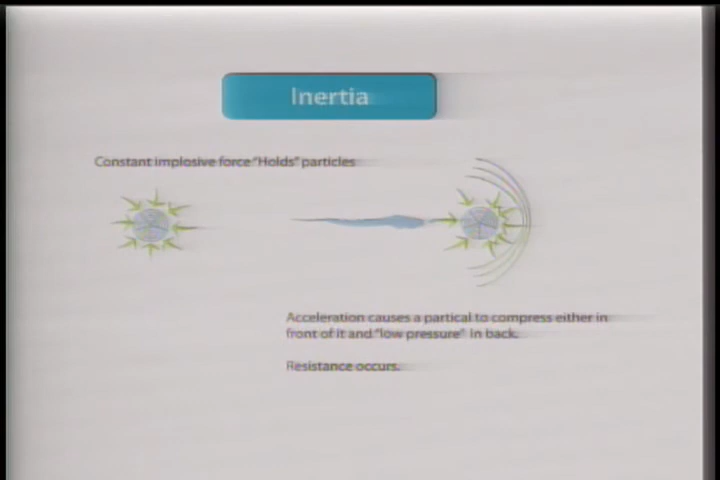 Inertia
Constant implosive force "Holds" particles
Acceleration causes a partical to compress either in
front of it and "low pressure" In back.
Resistance occurs.